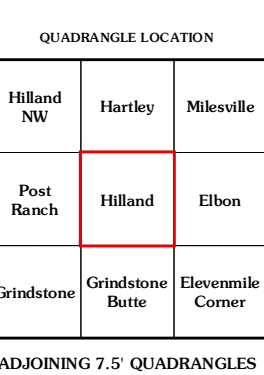 QUADRANGLE LOCATION
Hilland
NW
Hartley
Milesville
Post
Ranch
Hilland
Elbon
Grindstone
Grindstone
Butte
Elevenmile
Corner
ADJOINING 7.5' QUADRANGLES